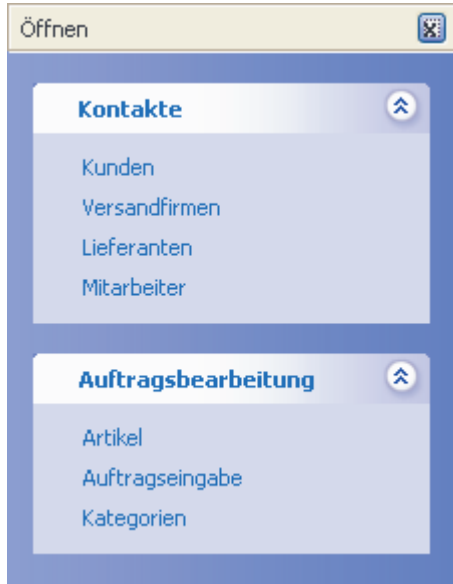 Öffnen
Kontakte
Kunden
Versandfirmen
Lieferanten
Mitarbeiter
Auftragsbearbeitung
Artikel
Auftragseingabe
Kategorien